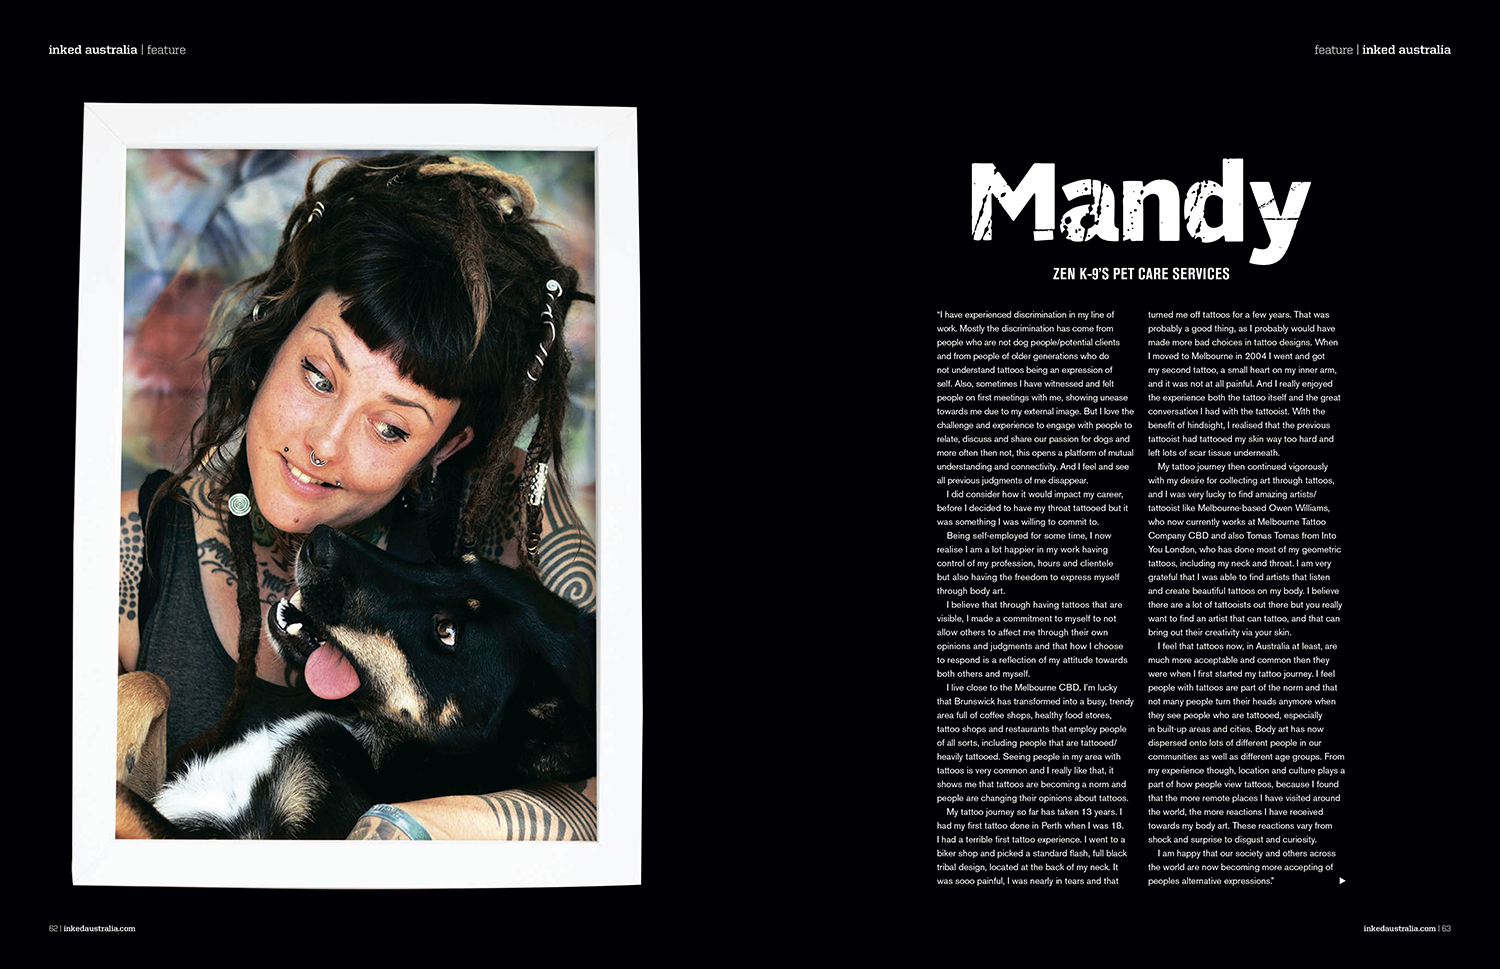 inked australia | feature
feature | inked australia
Mandy
ZEN K-9'S PET CARE SERVICES
"I have experienced discrimination in my line of
work. Mostly the discrimination has come from
people who are not dog people/potential clients
and from people of older generations who do
not understand tattoos being an expression of
self. Also, sometimes I have witnessed and felt
people on first meetings with me, showing unease
towards me due to my external image. But I love the
challenge and experience to engage with people to
relate, discuss and share our passion for dogs and
more often then not, this opens a platform of mutual
understanding and connectivity. And I feel and see
all previous judgments of me disappear.
I did consider how it would impact my career,
before I decided to have my throat tattooed but it
was something I was willing to commit to.
Being self-employed for some time, I now
realise I am a lot happier in my work having
control of my profession, hours and clientele
but also having the freedom to express myself
through body art.
I believe that through having tattoos that are
visible, I made a commitment to myself to not
allow others to affect me through their own
opinions and judgments and that how I choose
to respond is a reflection of my attitude towards
both others and myself.
I live close to the Melbourne CBD. I'm lucky
that Brunswick has transformed into a busy, trendy
area full of coffee shops, healthy food stores,
tattoo shops and restaurants that employ people
of all sorts, including people that are tattooed/
heavily tattooed. Seeing people in my area with
tattoos is very common and I really like that, it
shows me that tattoos are becoming a norm and
people are changing their opinions about tattoos.
My tattoo journey so far has taken 13 years. I
had my first tattoo done in Perth when I was 18.
I had a terrible first tattoo experience. I went to a
biker shop and picked a standard flash, full black
tribal design, located at the back of my neck. It
was sooo painful, I was nearly in tears and that
turned me off tattoos for a few years. That was
probably a good thing, as I probably would have
made more bad choices in tattoo designs. When
I moved to Melbourne in 2004 I went and got
my second tattoo, a small heart on my inner arm,
and it was not at all painful. And I really enjoyed
the experience both the tattoo itself and the great
conversation I had with the tattooist. With the
benefit of hindsight, I realised that the previous
tattooist had tattooed my skin way too hard and
left lots of scar tissue underneath.
My tattoo journey then continued vigorously
with my desire for collecting art through tattoos,
and I was very lucky to find amazing artists/
tattooist like Melbourne-based Owen Williams,
who now currently works at Melbourne Tattoo
Company CBD and also Tomas Tomas from Into
You London, who has done most of my geometric
tattoos, including my neck and throat. I am very
grateful that I was able to find artists that listen
and create beautiful tattoos on my body. I believe
there are a lot of tattooists out there but you really
want to find an artist that can tattoo, and that can
bring out their creativity via your skin.
I feel that tattoos now, in Australia at least, are
much more acceptable and common then they
were when I first started my tattoo journey. I feel
people with tattoos are part of the norm and that
not many people turn their heads anymore when
they see people who are tattooed, especially
in built-up areas and cities. Body art has now
dispersed onto lots of different people in our
communities as well as different age groups. From
my experience though, location and culture plays a
part of how people view tattoos, because I found
that the more remote places I have visited around
the world, the more reactions I have received
towards my body art. These reactions vary from
shock and surprise to disgust and curiosity.
I am happy that our society and others across
the world are now becoming more accepting of
peoples alternative expressions."
62 | inkedaustralia.com
inkedaustralia.com | 63